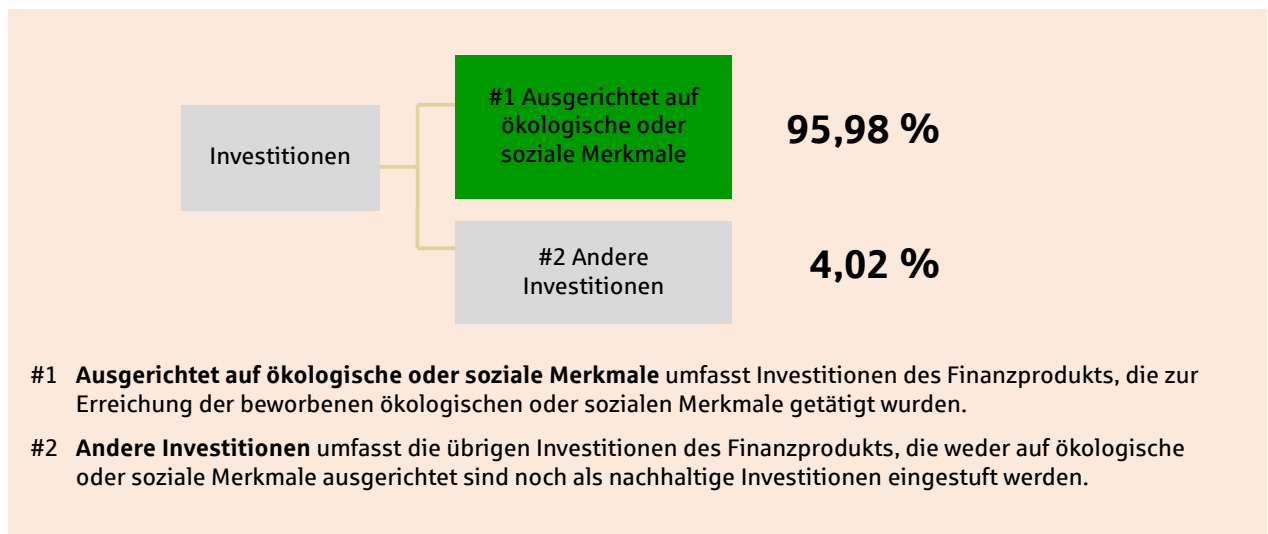 #1 Ausgerichtet auf
ökologische oder
soziale Merkmale
95,98 %
Investitionen
#2 Andere
Investitionen
4,02 %
#1 Ausgerichtet auf ökologische oder soziale Merkmale umfasst Investitionen des Finanzprodukts, die zur
Erreichung der beworbenen ökologischen oder sozialen Merkmale getätigt wurden.
#2 Andere Investitionen umfasst die übrigen Investitionen des Finanzprodukts, die weder auf ökologische
oder soziale Merkmale ausgerichtet sind noch als nachhaltige Investitionen eingestuft werden.